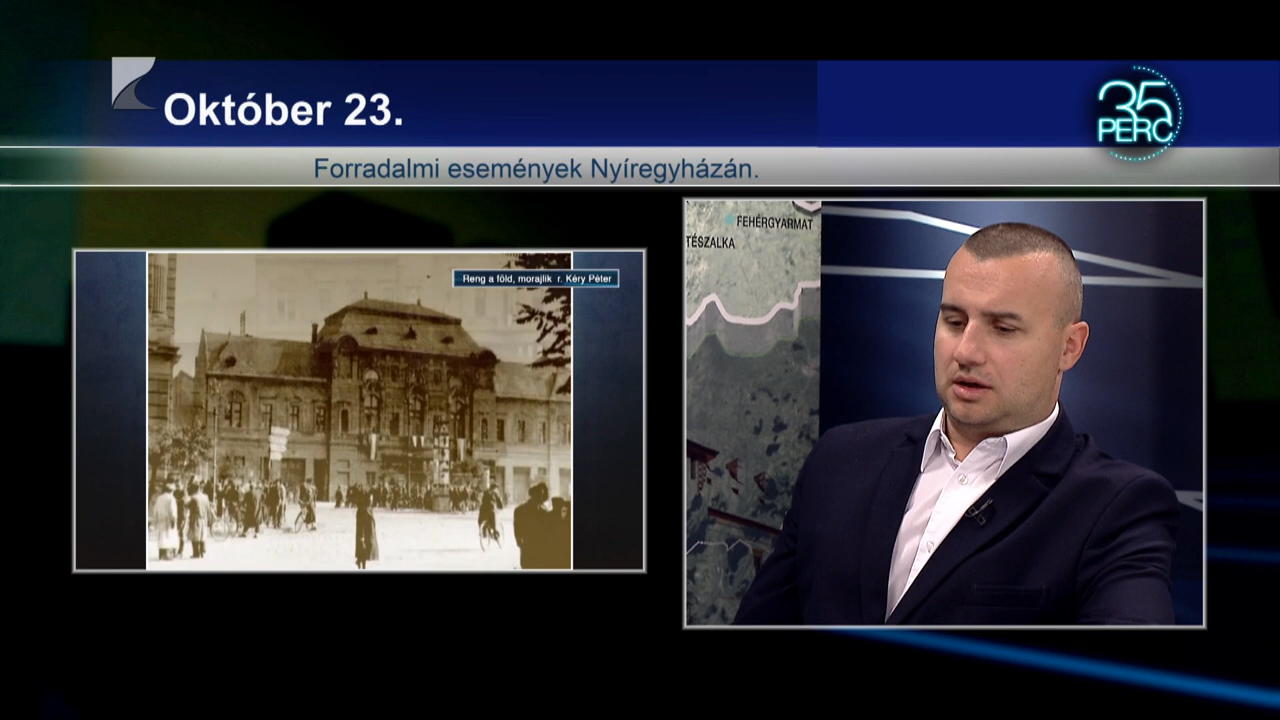 Október 23.
35
PERC
Forradalmi események Nyíregyházán.
Reng a föld, morajlik r. Kéry Péter
FEHÉRGYARMAT
TÉSZALKA